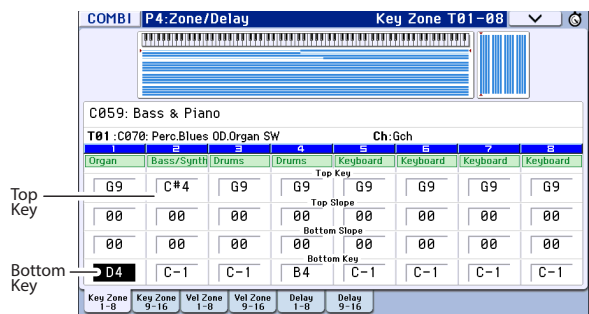 COMBI P4:Zone/Delay Key Zone T01-08
C059: Bass & Piano
T01 :C070: Perc.Blues OD.Organ SW Ch:Gch
1 2 3 4 5 6 7 8
Organ Bass/Synth Drums Drums Keyboard Keyboard Keyboard Keyboard
Top Key
G9 C#4 G9 G9 G9 G9 G9 G9
Top Slope
00 00 00 00 00 00 00 00
Bottom Slope
00 00 00 00 00 00 00 00
Bottom Key
D4 C-1 C-1 B4 C-1 C-1 C-1 C-1
Key Zone 1-8 Key Zone 9-16 Vel Zone 1-8 Vel Zone 9-16 Delay 1-8 Delay 9-16
Top
Key
Bottom
Key